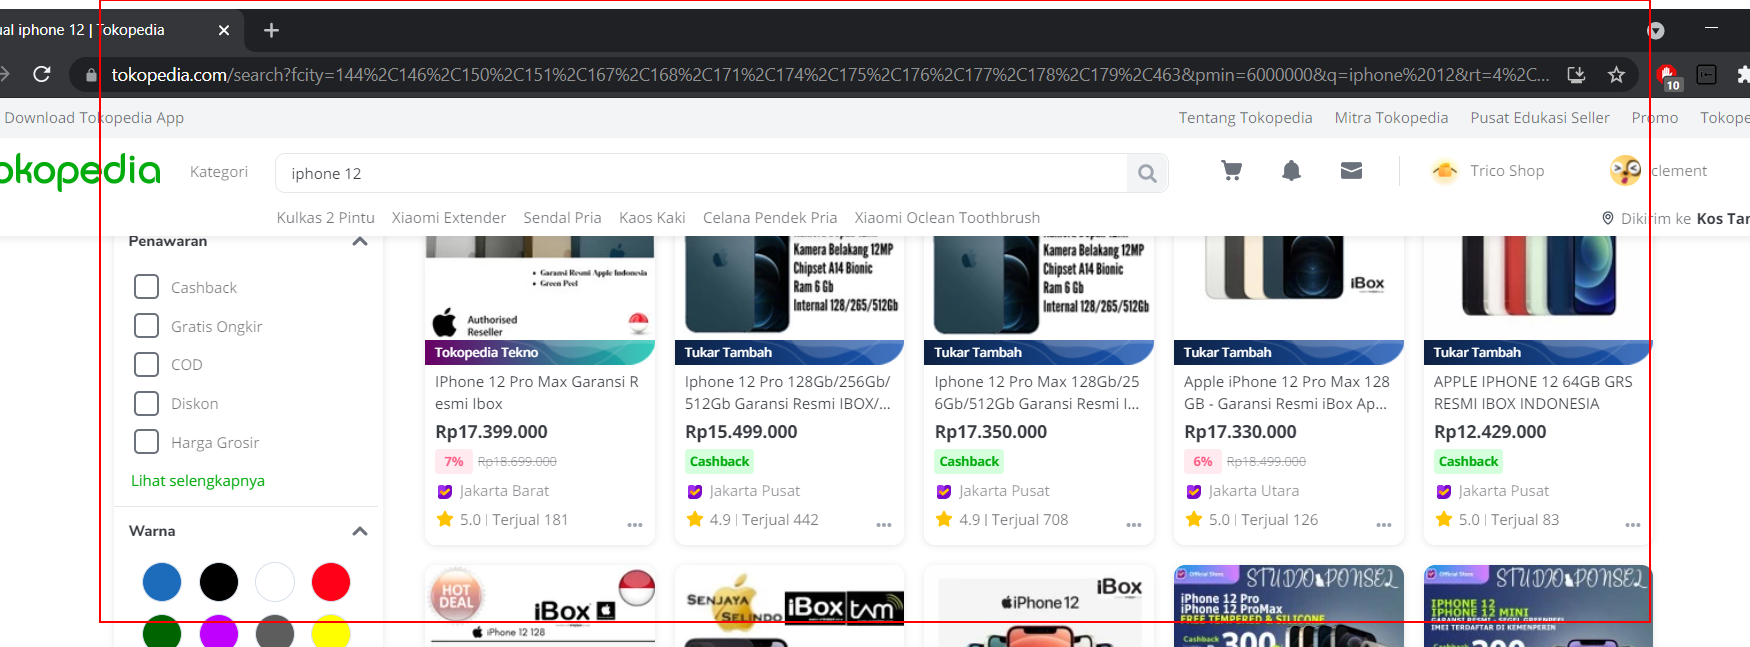 ual iphone 12 | Tokopedia
tokopedia.com/search?fcity=144%2C146%2C150%2C151%2C167%2C168%2C171%2C174%2C175%2C176%2C177%2C178%2C179%2C463&pmin=6000000&q=iphone%2012&rt=4%2C...
10
Download Tokopedia App
Tentang Tokopedia
Mitra Tokopedia
Pusat Edukasi Seller
Promo
Tokope
okopedia
Kategori
iphone 12
Trico Shop
clement
Kulkas 2 Pintu
Xiaomi Extender
Sendal Pria
Kaos Kaki
Celana Pendek Pria
Xiaomi Oclean Toothbrush
Dikirim ke Kos Tar
Penawaran
Cashback
Gratis Ongkir
COD
Diskon
Harga Grosir
Lihat selengkapnya
Warna
• Garansi Resmi Apple Indonesia
• Green Peel
Authorised
Reseller
Tokopedia Tekno
IPhone 12 Pro Max Garansi R
esmi Ibox
Rp17.399.000
7% Rp18.699.000
Jakarta Barat
5.0 | Terjual 181
Kamera Belakang 12MP
Chipset A14 Bionic
Ram 6 Gb
Internal 128/265/512Gb
Tukar Tambah
Iphone 12 Pro 128Gb/256Gb/
512Gb Garansi Resmi IBOX/...
Rp15.499.000
Cashback
Jakarta Pusat
4.9 | Terjual 442
Kamera Belakang 12MP
Chipset A14 Bionic
Ram 6 Gb
Internal 128/265/512Gb
Tukar Tambah
Iphone 12 Pro Max 128Gb/25
6Gb/512Gb Garansi Resmi I...
Rp17.350.000
Cashback
Jakarta Pusat
4.9 | Terjual 708
iBox
Tukar Tambah
Apple iPhone 12 Pro Max 128
GB - Garansi Resmi iBox Ap...
Rp17.330.000
6% Rp18.499.000
Jakarta Utara
5.0 | Terjual 126
Tukar Tambah
APPLE IPHONE 12 64GB GRS
RESMI IBOX INDONESIA
Rp12.429.000
Cashback
Jakarta Pusat
5.0 | Terjual 83
HOT
DEAL
iBox
iPhone 12 128
SENJAYA
SELINDO
iBox
tam
iBox
iPhone 12
Official Store
STUDIO PONSEL
iPhone 12 Pro
iPhone 12 ProMax
FREE TEMPERED & SILICONE
Cashback
300
Official Store
STUDIO PONSEL
IPHONE 12
IPHONE 12 MINI
GARANSI RESMI - SEGEL GREENPEEL
IMEI TERDAFTAR DI KEMENPERIN
Cashback